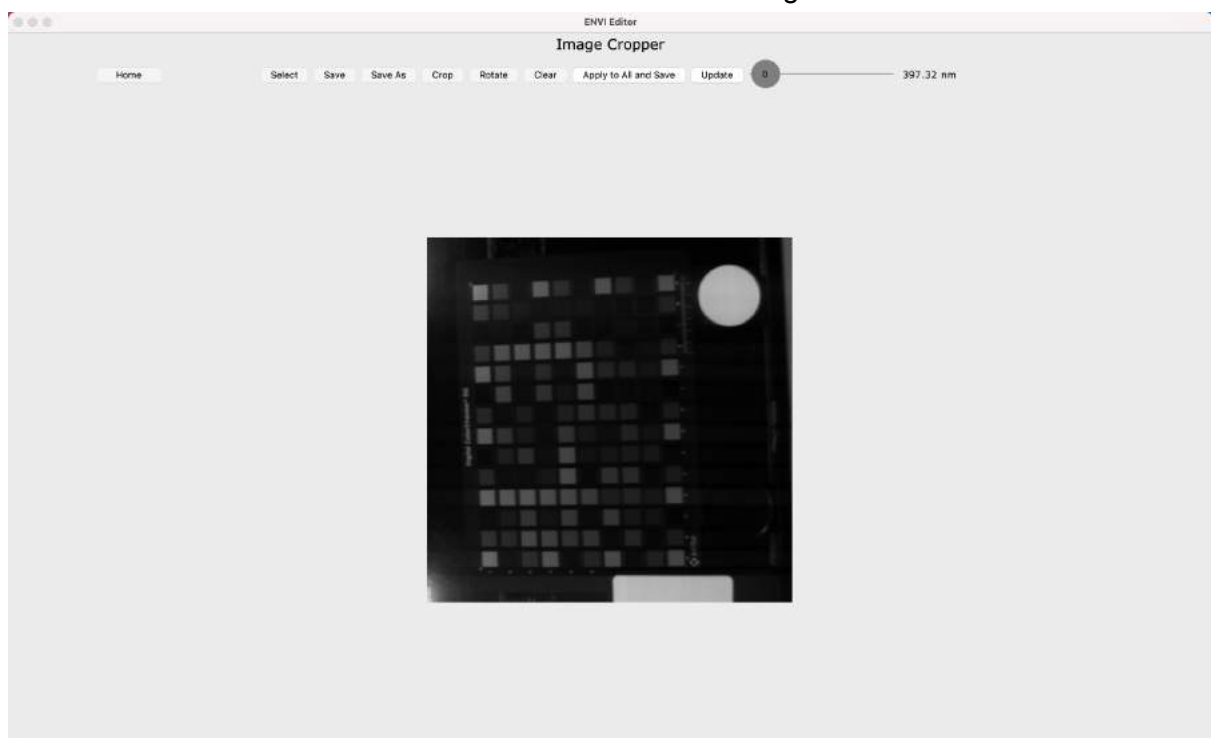 ENVI Editor
Image Cropper
Home Select Save Save As Crop Rotate Clear Apply to All and Save Update 0 397.32 nm